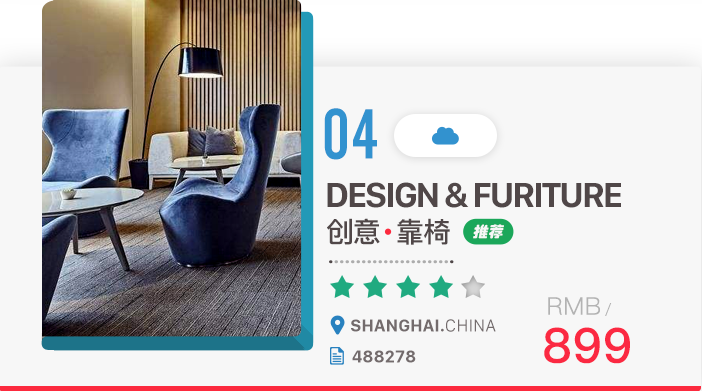 04
DESIGN & FURITURE
创意•靠椅 推荐
SHANGHAI.CHINA
488278
RMB/
899